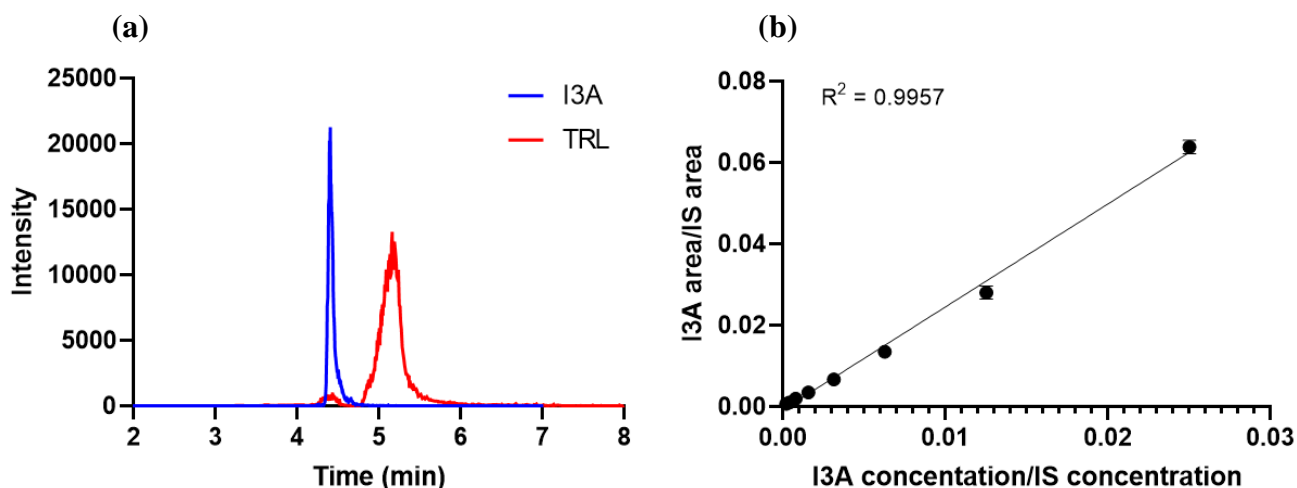 (a)
25000
20000
15000
10000
5000
0
Intensity
2 3 4 5 6 7 8
Time (min)
I3A
TRL
(b)
R² = 0.9957
0.08
0.06
0.04
0.02
0.00
I3A area/IS area
0.00 0.01 0.02 0.03
I3A concentation/IS concentration